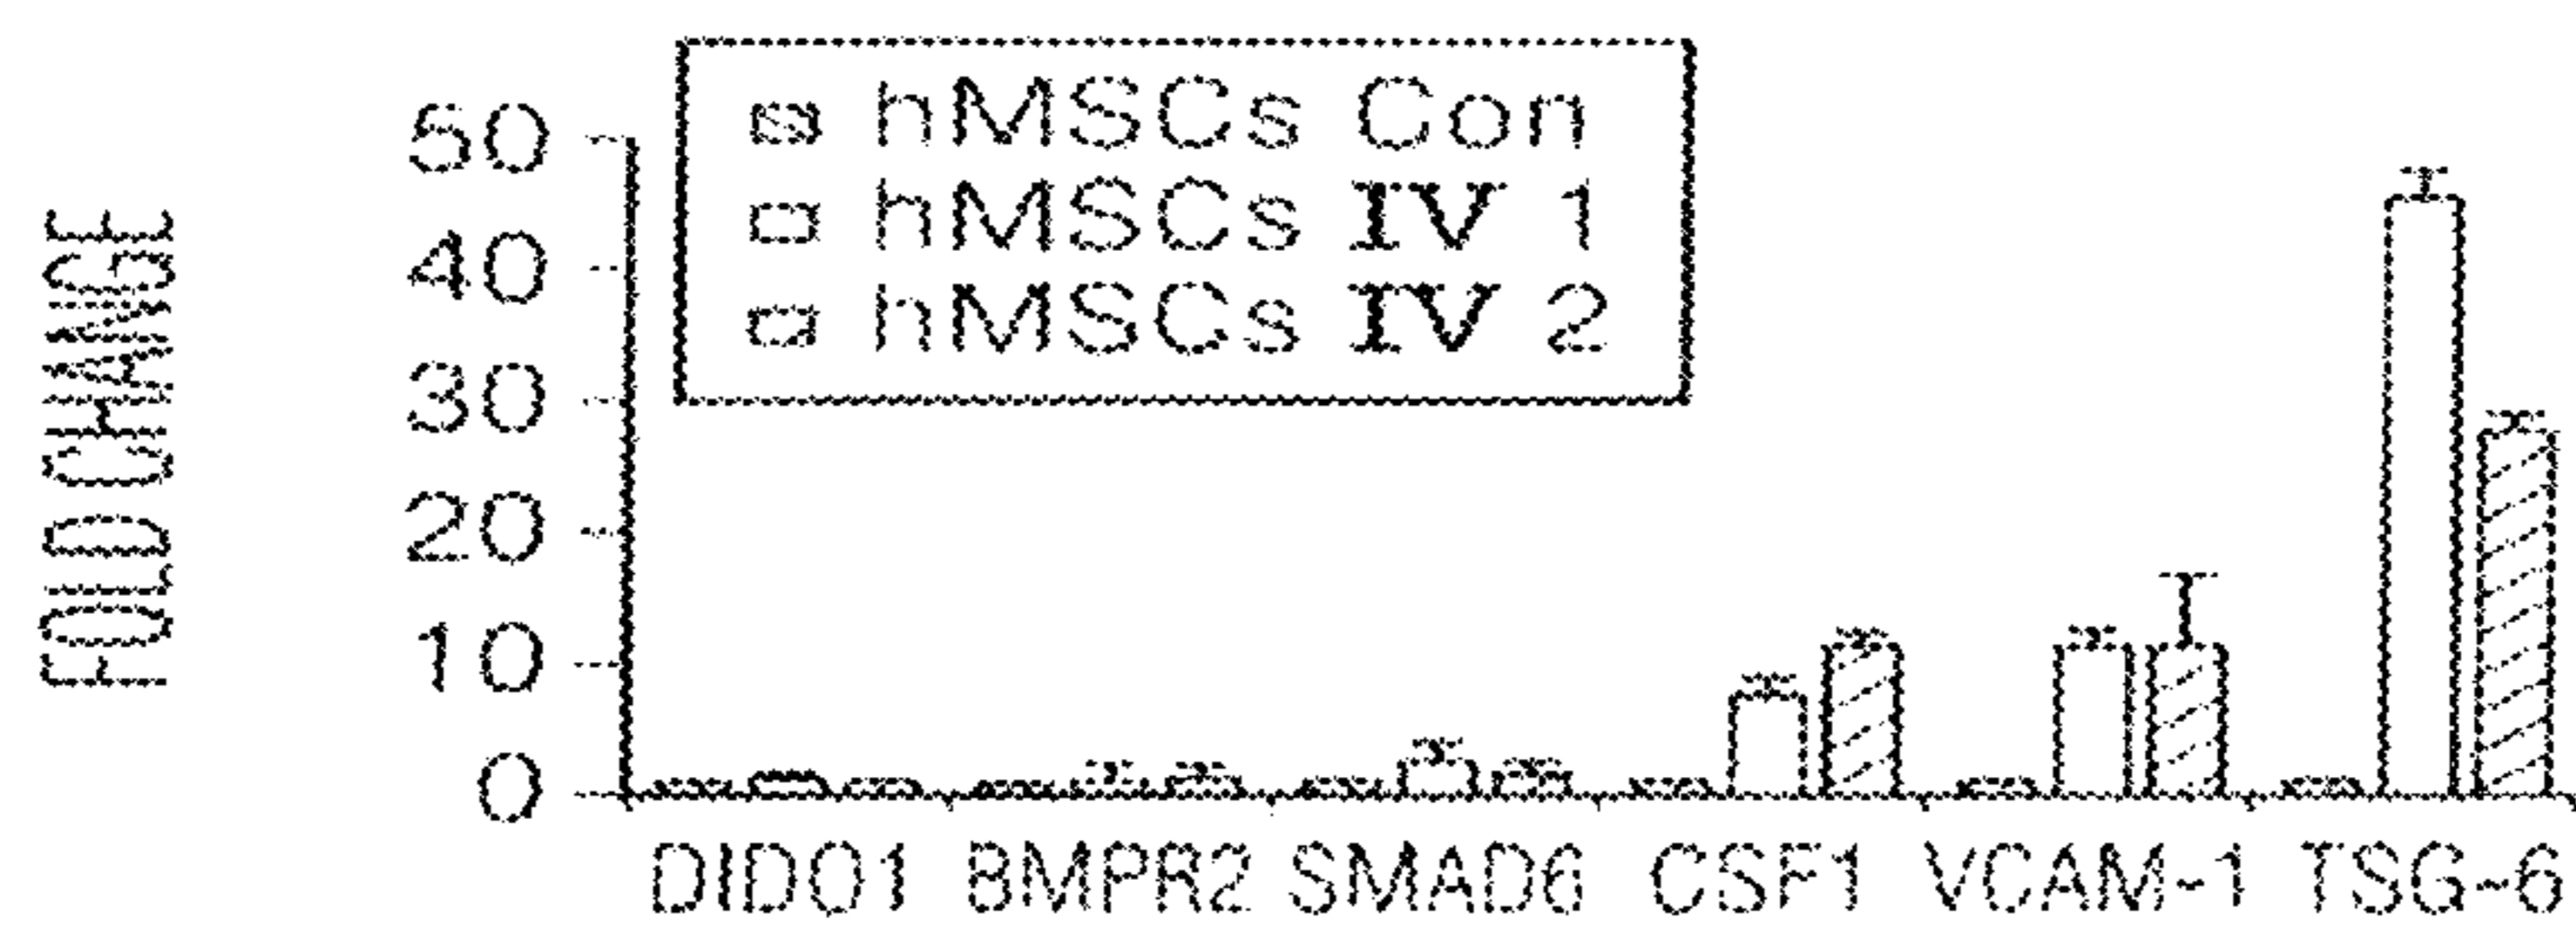 FOLD CHANGE
50
40
30
20
10
0
hMSCs Con
hMSCs IV 1
hMSCs IV 2
DIDO1 BMPR2 SMAD6 CSF1 VCAM-1 TSG-6